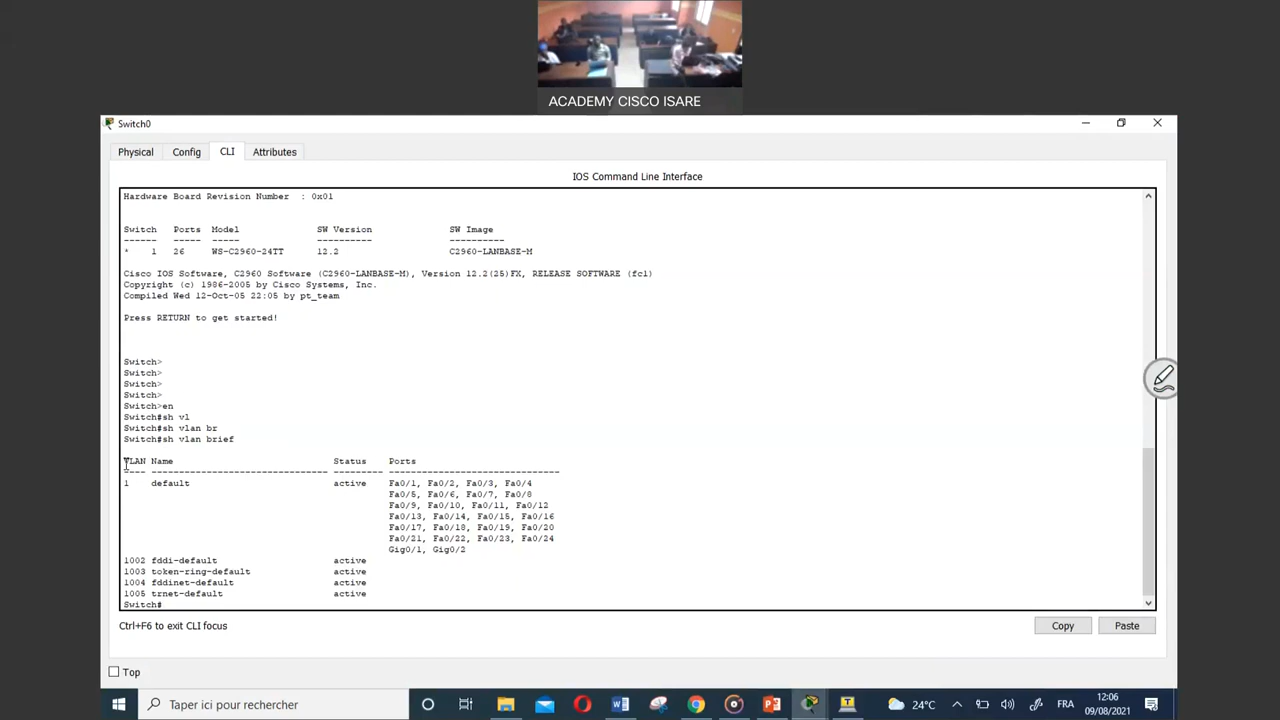 ACADEMY CISCO ISARE
Switch0
Physical Config CLI Attributes
IOS Command Line Interface
Hardware Board Revision Number : 0x01
Switch Ports Model SW Version SW Image
------ ----- ----- ---------- ----------
* 1 26 WS-C2960-24TT 12.2 C2960-LANBASE-M
Cisco IOS Software, C2960 Software (C2960-LANBASE-M), Version 12.2(25)FX, RELEASE SOFTWARE (fc1)
Copyright (c) 1986-2005 by Cisco Systems, Inc.
Compiled Wed 12-Oct-05 22:05 by pt_team
Press RETURN to get started!
Switch>
Switch>
Switch>
Switch>
Switch>en
Switch#sh vl
Switch#sh vlan br
Switch#sh vlan brief
VLAN Name Status Ports
---- -------------------------------- --------- -------------------------------
1 default active Fa0/1, Fa0/2, Fa0/3, Fa0/4
Fa0/5, Fa0/6, Fa0/7, Fa0/8
Fa0/9, Fa0/10, Fa0/11, Fa0/12
Fa0/13, Fa0/14, Fa0/15, Fa0/16
Fa0/17, Fa0/18, Fa0/19, Fa0/20
Fa0/21, Fa0/22, Fa0/23, Fa0/24
Gig0/1, Gig0/2
1002 fddi-default active
1003 token-ring-default active
1004 fddinet-default active
1005 trnet-default active
Switch#
Ctrl+F6 to exit CLI focus
Copy Paste
Top
Taper ici pour rechercher
24°C FRA 12:06
09/08/2021